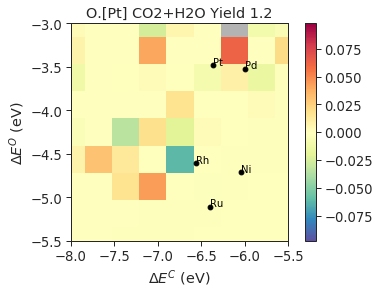 O.[Pt] CO2+H2O Yield 1.2
−3.0
−3.5
−4.0
−4.5
−5.0
−5.5
ΔE^O (eV)
Pt
Pd
Rh
Ni
Ru
−8.0 −7.5 −7.0 −6.5 −6.0 −5.5
ΔE^C (eV)
0.075
0.050
0.025
0.000
−0.025
−0.050
−0.075